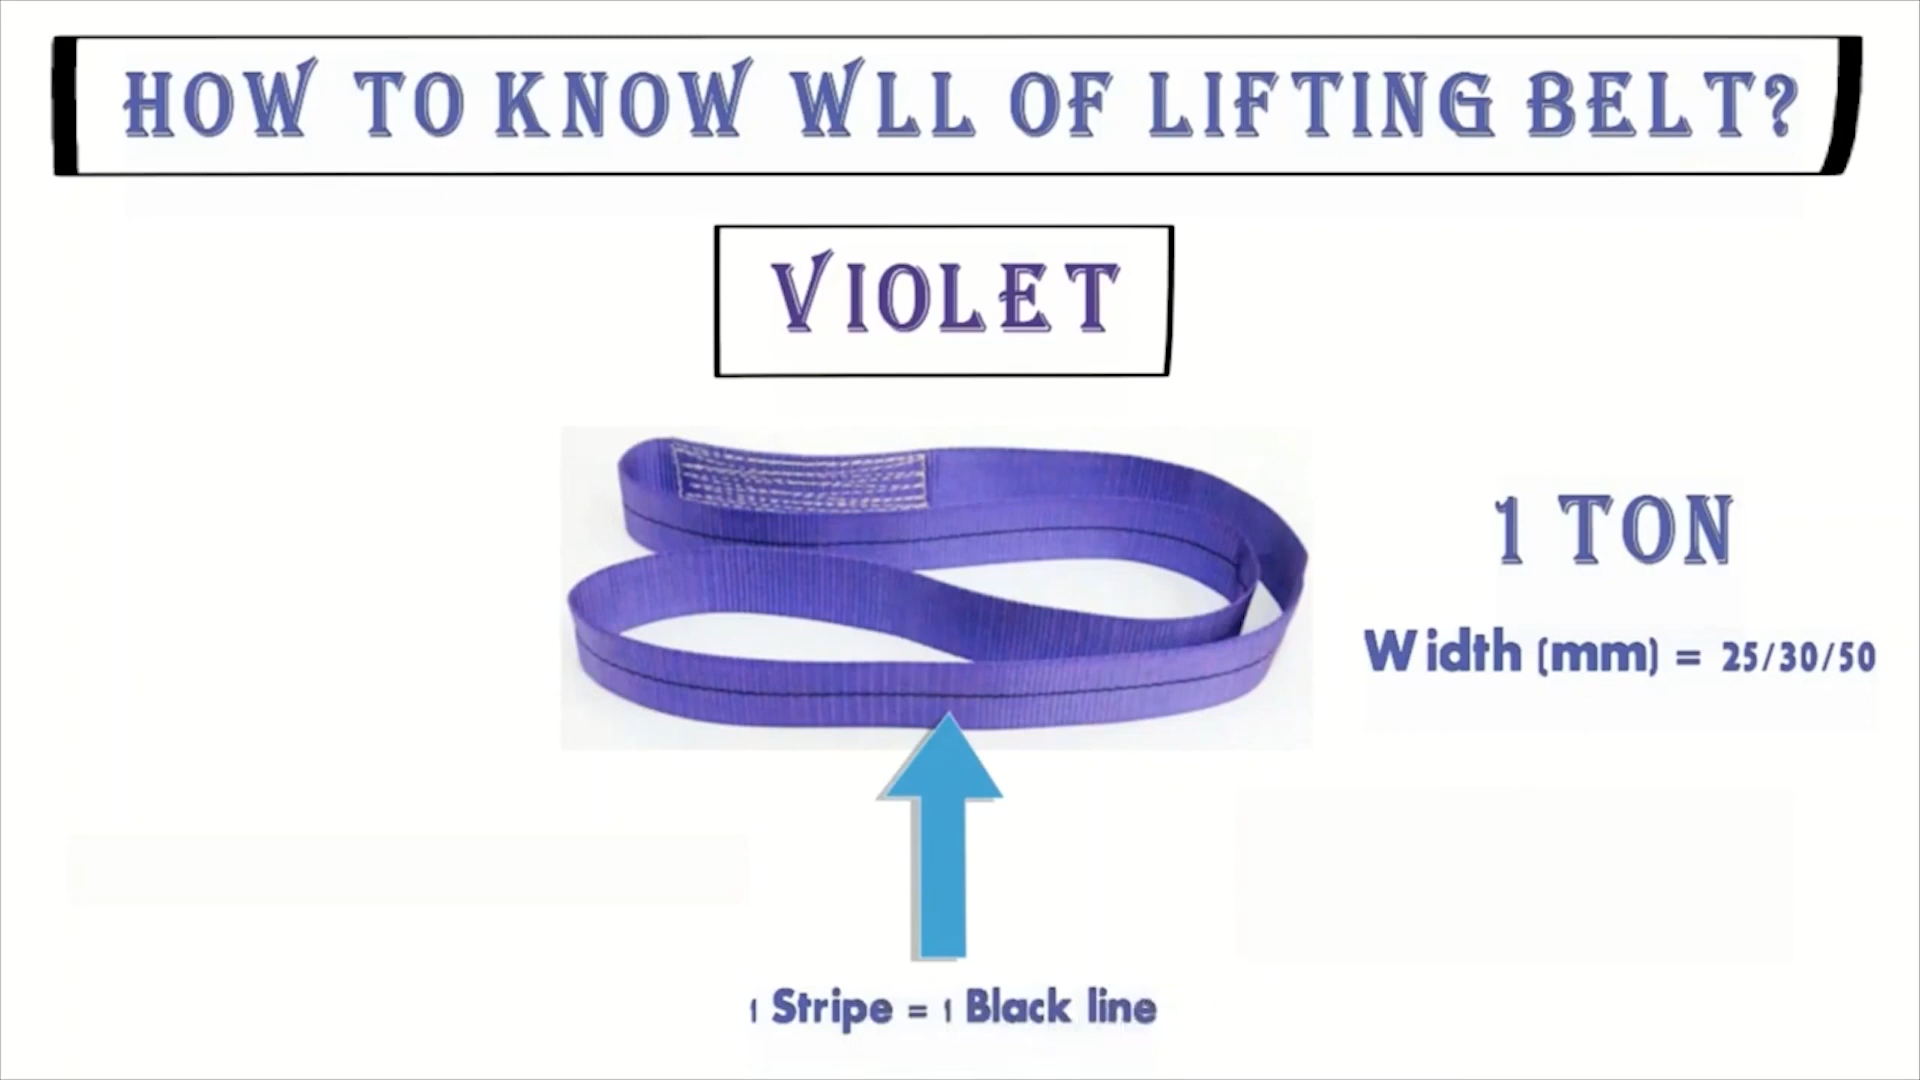 HOW TO KNOW WLL OF LIFTING BELT?
VIOLET
1 TON
Width (mm) = 25/30/50
1 Stripe = 1 Black line